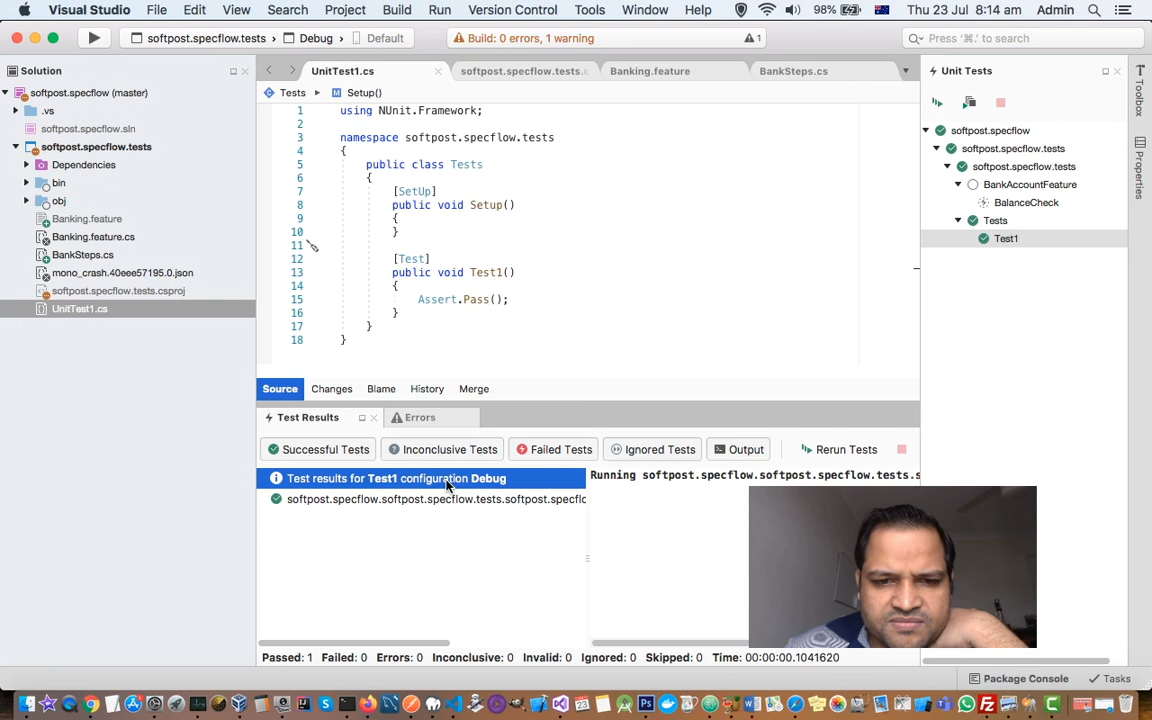 Visual Studio File Edit View Search Project Build Run Version Control Tools Window Help 98% Thu 23 Jul 8:14 am Admin
softpost.specflow.tests > Debug > Default
Build: 0 errors, 1 warning
1
Press '⌘.' to search
Solution
softpost.specflow (master)
.vs
softpost.specflow.sln
softpost.specflow.tests
Dependencies
bin
obj
Banking.feature
Banking.feature.cs
BankSteps.cs
mono_crash.40eee57195.0.json
softpost.specflow.tests.csproj
UnitTest1.cs
UnitTest1.cs
softpost.specflow.tests.c
Banking.feature
BankSteps.cs
Tests
Setup()
1 using NUnit.Framework;
2
3 namespace softpost.specflow.tests
4 {
5 public class Tests
6 {
7 [SetUp]
8 public void Setup()
9 {
10 }
11
12 [Test]
13 public void Test1()
14 {
15 Assert.Pass();
16 }
17 }
18 }
Source Changes Blame History Merge
Test Results
Errors
Successful Tests Inconclusive Tests Failed Tests Ignored Tests Output Rerun Tests
Test results for Test1 configuration Debug
softpost.specflow.softpost.specflow.tests.softpost.specflo
Running softpost.specflow.softpost.specflow.tests.s
Passed: 1 Failed: 0 Errors: 0 Inconclusive: 0 Invalid: 0 Ignored: 0 Skipped: 0 Time: 00:00:00.1041620
Unit Tests
softpost.specflow
softpost.specflow.tests
softpost.specflow.tests
BankAccountFeature
BalanceCheck
Tests
Test1
Toolbox
Properties
Package Console
Tasks